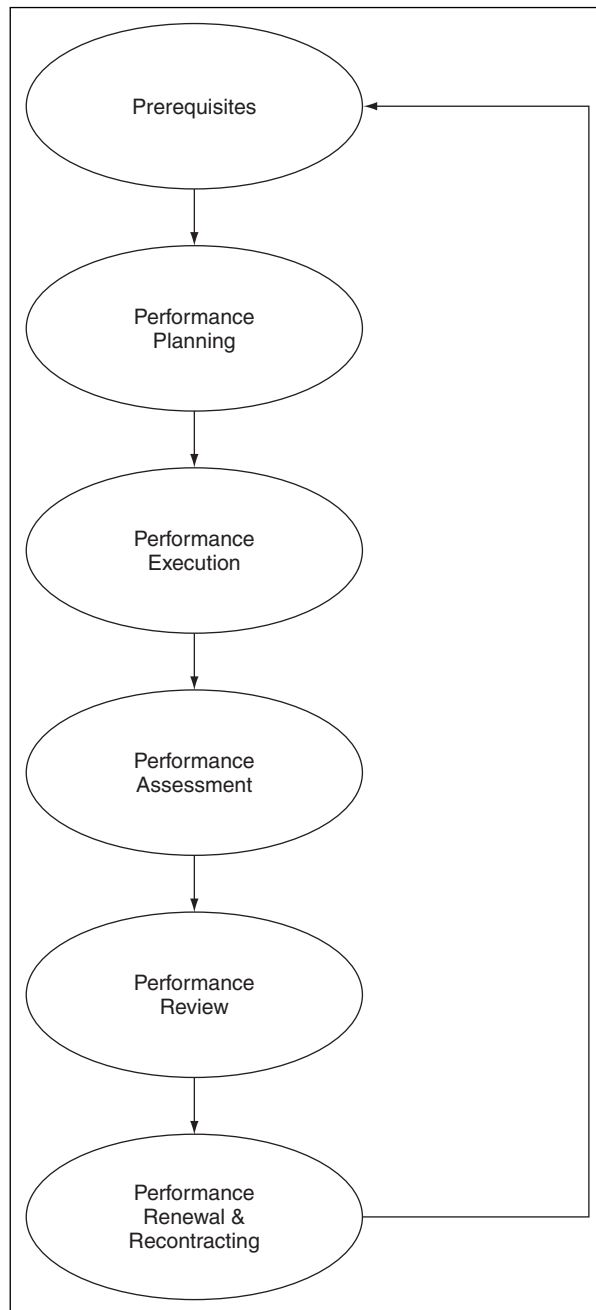 Prerequisites
Performance
Planning
Performance
Execution
Performance
Assessment
Performance
Review
Performance
Renewal &
Recontracting